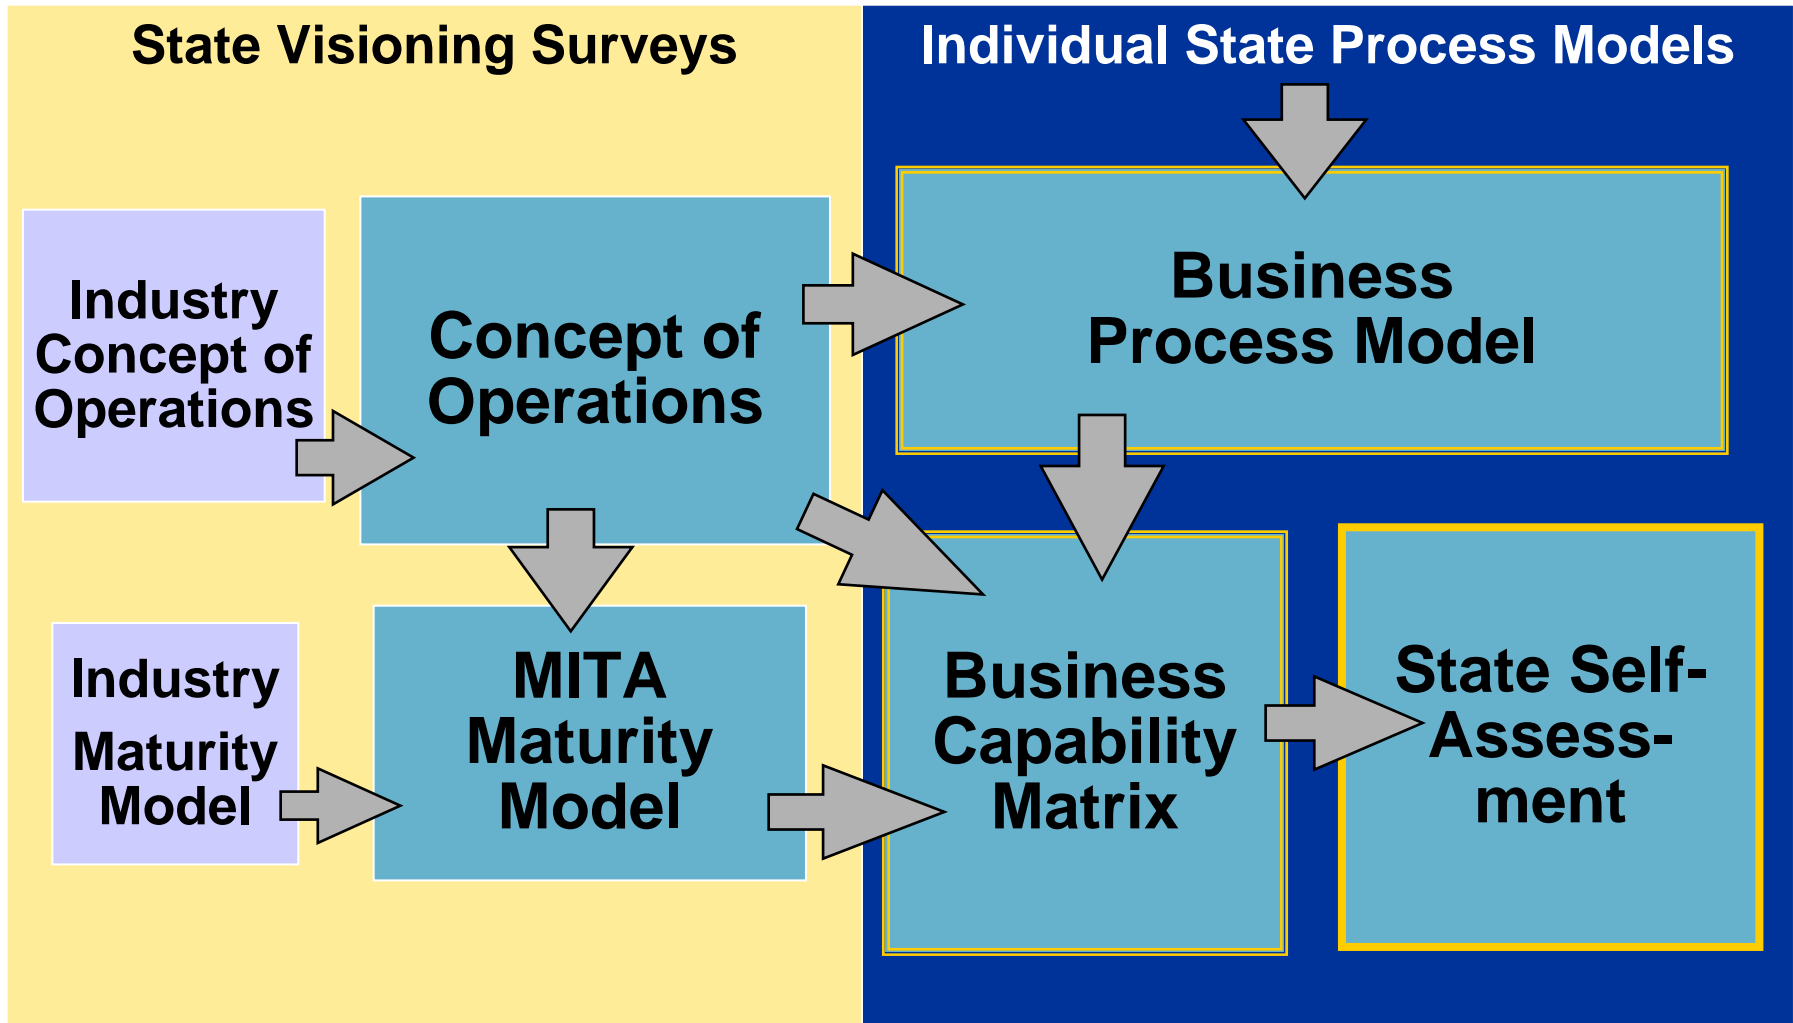 State Visioning Surveys
Individual State Process Models
Industry
Concept of
Operations
Concept of
Operations
Business
Process Model
Industry
Maturity
Model
MITA
Maturity
Model
Business
Capability
Matrix
State Self-
Assess-
ment